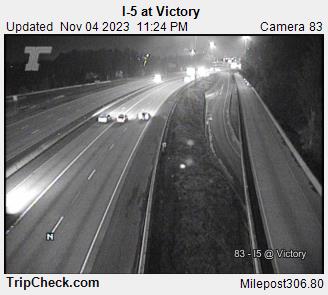 I-5 at Victory
Updated Nov 04 2023 11:24 PM Camera 83
T
N
83 - I5 @ Victory
TripCheck.com Milepost306.80